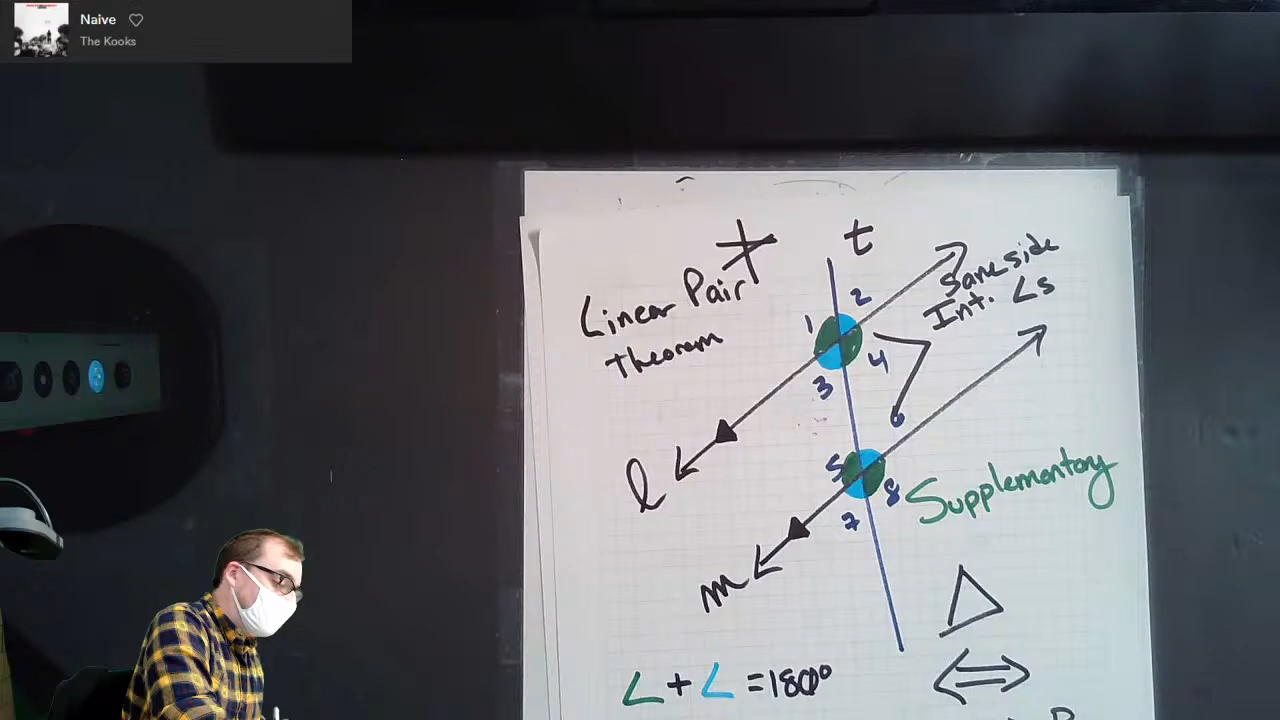 Naive
The Kooks
t
Same side
Int. ∠s
Linear Pair
Theorem
1
2
3
4
6
l
5
8
7
Supplementary
m
∠ + ∠ = 180°